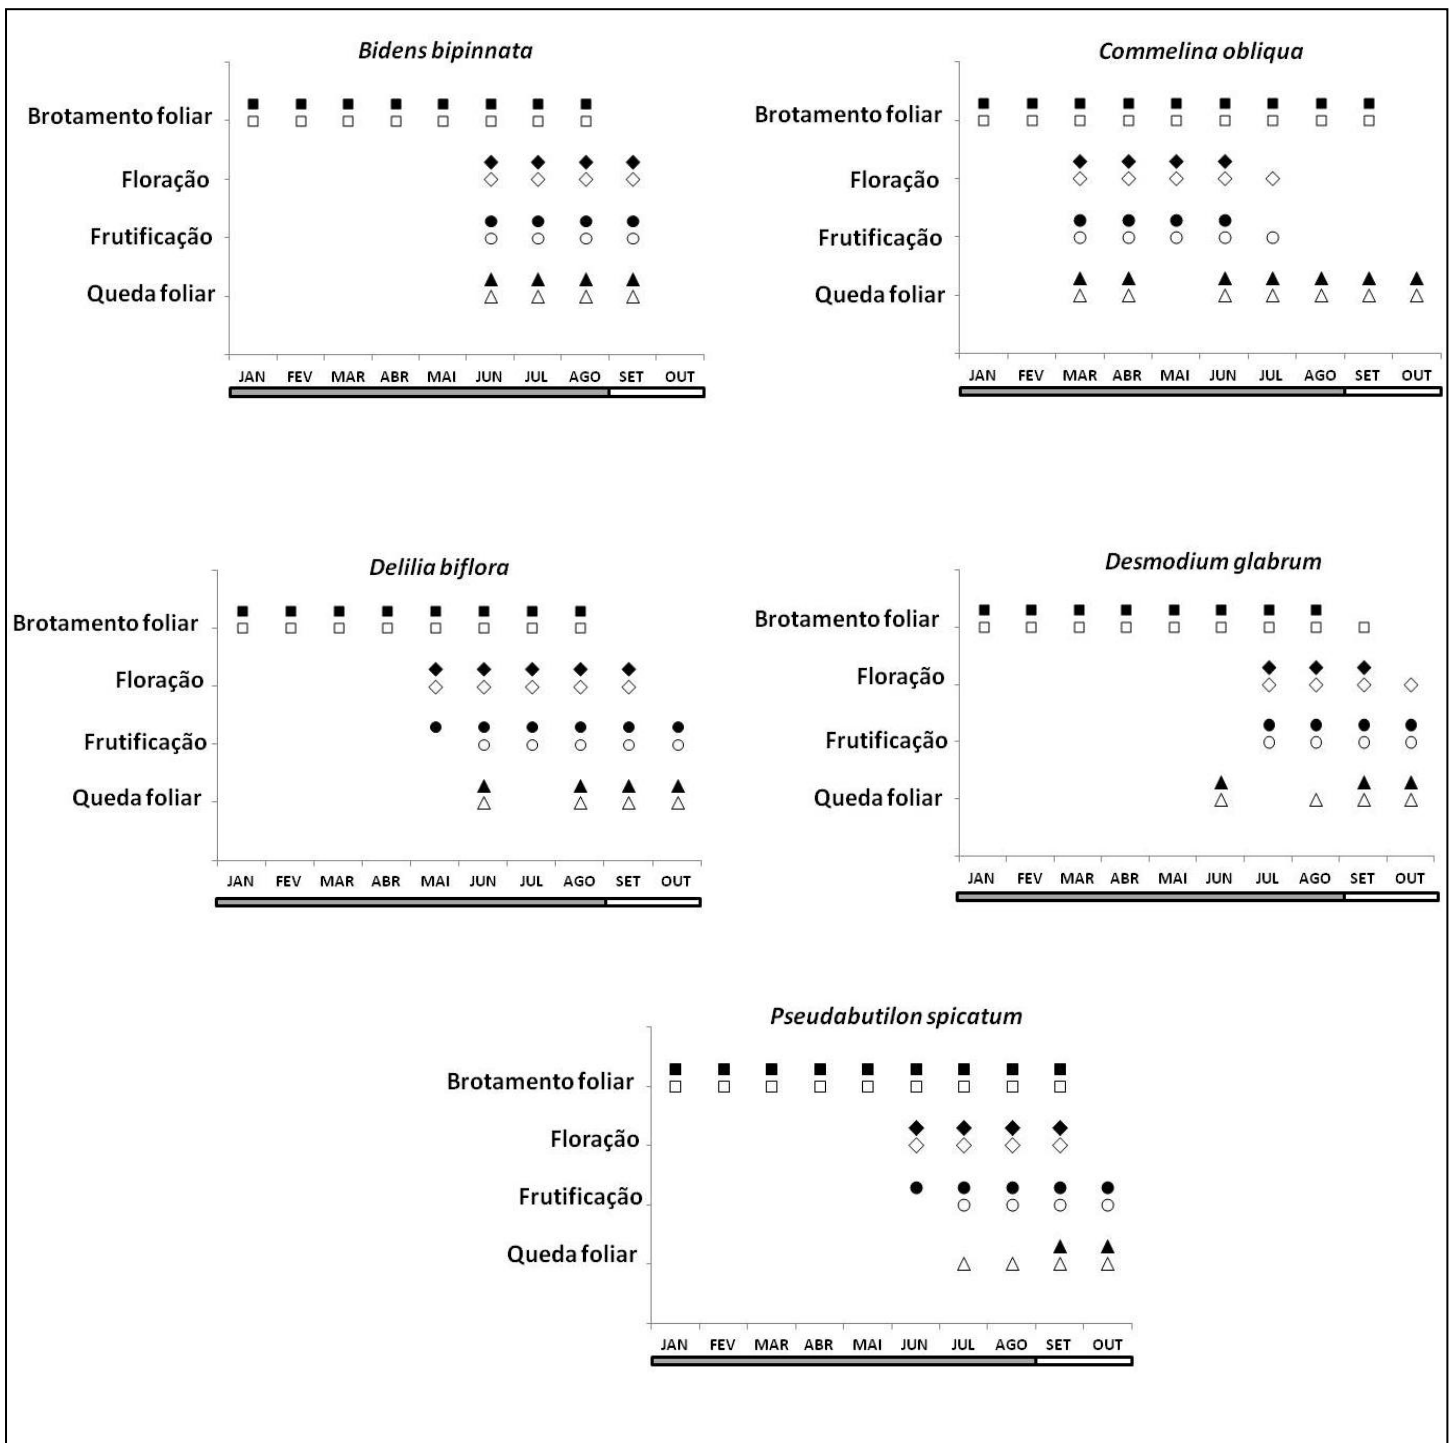 Bidens bipinnata
Brotamento foliar
Floração
Frutificação
Queda foliar
JAN FEV MAR ABR MAI JUN JUL AGO SET OUT
Commelina obliqua
Brotamento foliar
Floração
Frutificação
Queda foliar
JAN FEV MAR ABR MAI JUN JUL AGO SET OUT
Delilia biflora
Brotamento foliar
Floração
Frutificação
Queda foliar
JAN FEV MAR ABR MAI JUN JUL AGO SET OUT
Desmodium glabrum
Brotamento foliar
Floração
Frutificação
Queda foliar
JAN FEV MAR ABR MAI JUN JUL AGO SET OUT
Pseudabutilon spicatum
Brotamento foliar
Floração
Frutificação
Queda foliar
JAN FEV MAR ABR MAI JUN JUL AGO SET OUT